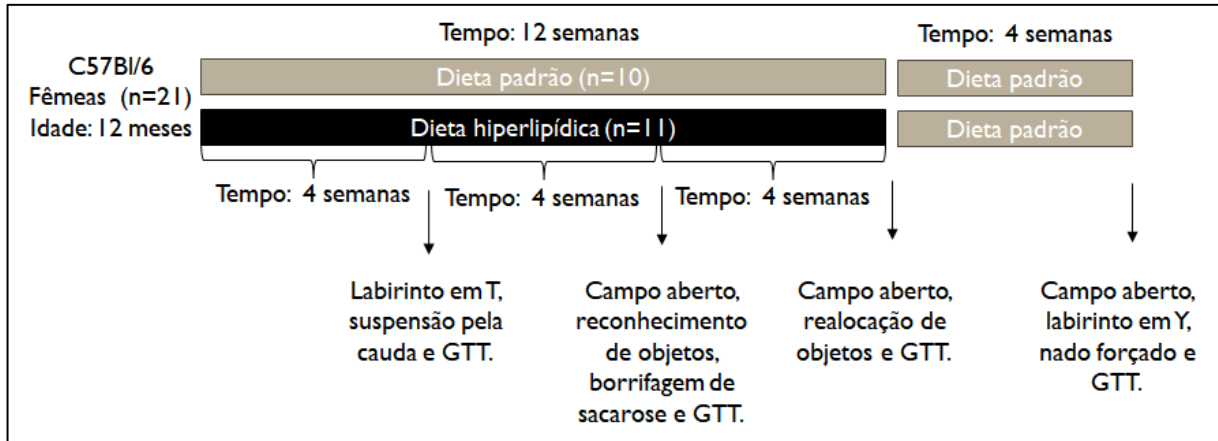 Tempo: 12 semanas
Tempo: 4 semanas
C57Bl/6
Fêmeas (n=21)
Idade: 12 meses
Dieta padrão (n=10)
Dieta padrão
Dieta hiperlipídica (n=11)
Dieta padrão
Tempo: 4 semanas
Tempo: 4 semanas
Tempo: 4 semanas
Labirinto em T,
suspensão pela
cauda e GTT.
Campo aberto,
reconhecimento
de objetos,
borrifagem de
sacarose e GTT.
Campo aberto,
realocação de
objetos e GTT.
Campo aberto,
labirinto em Y,
nado forçado e
GTT.